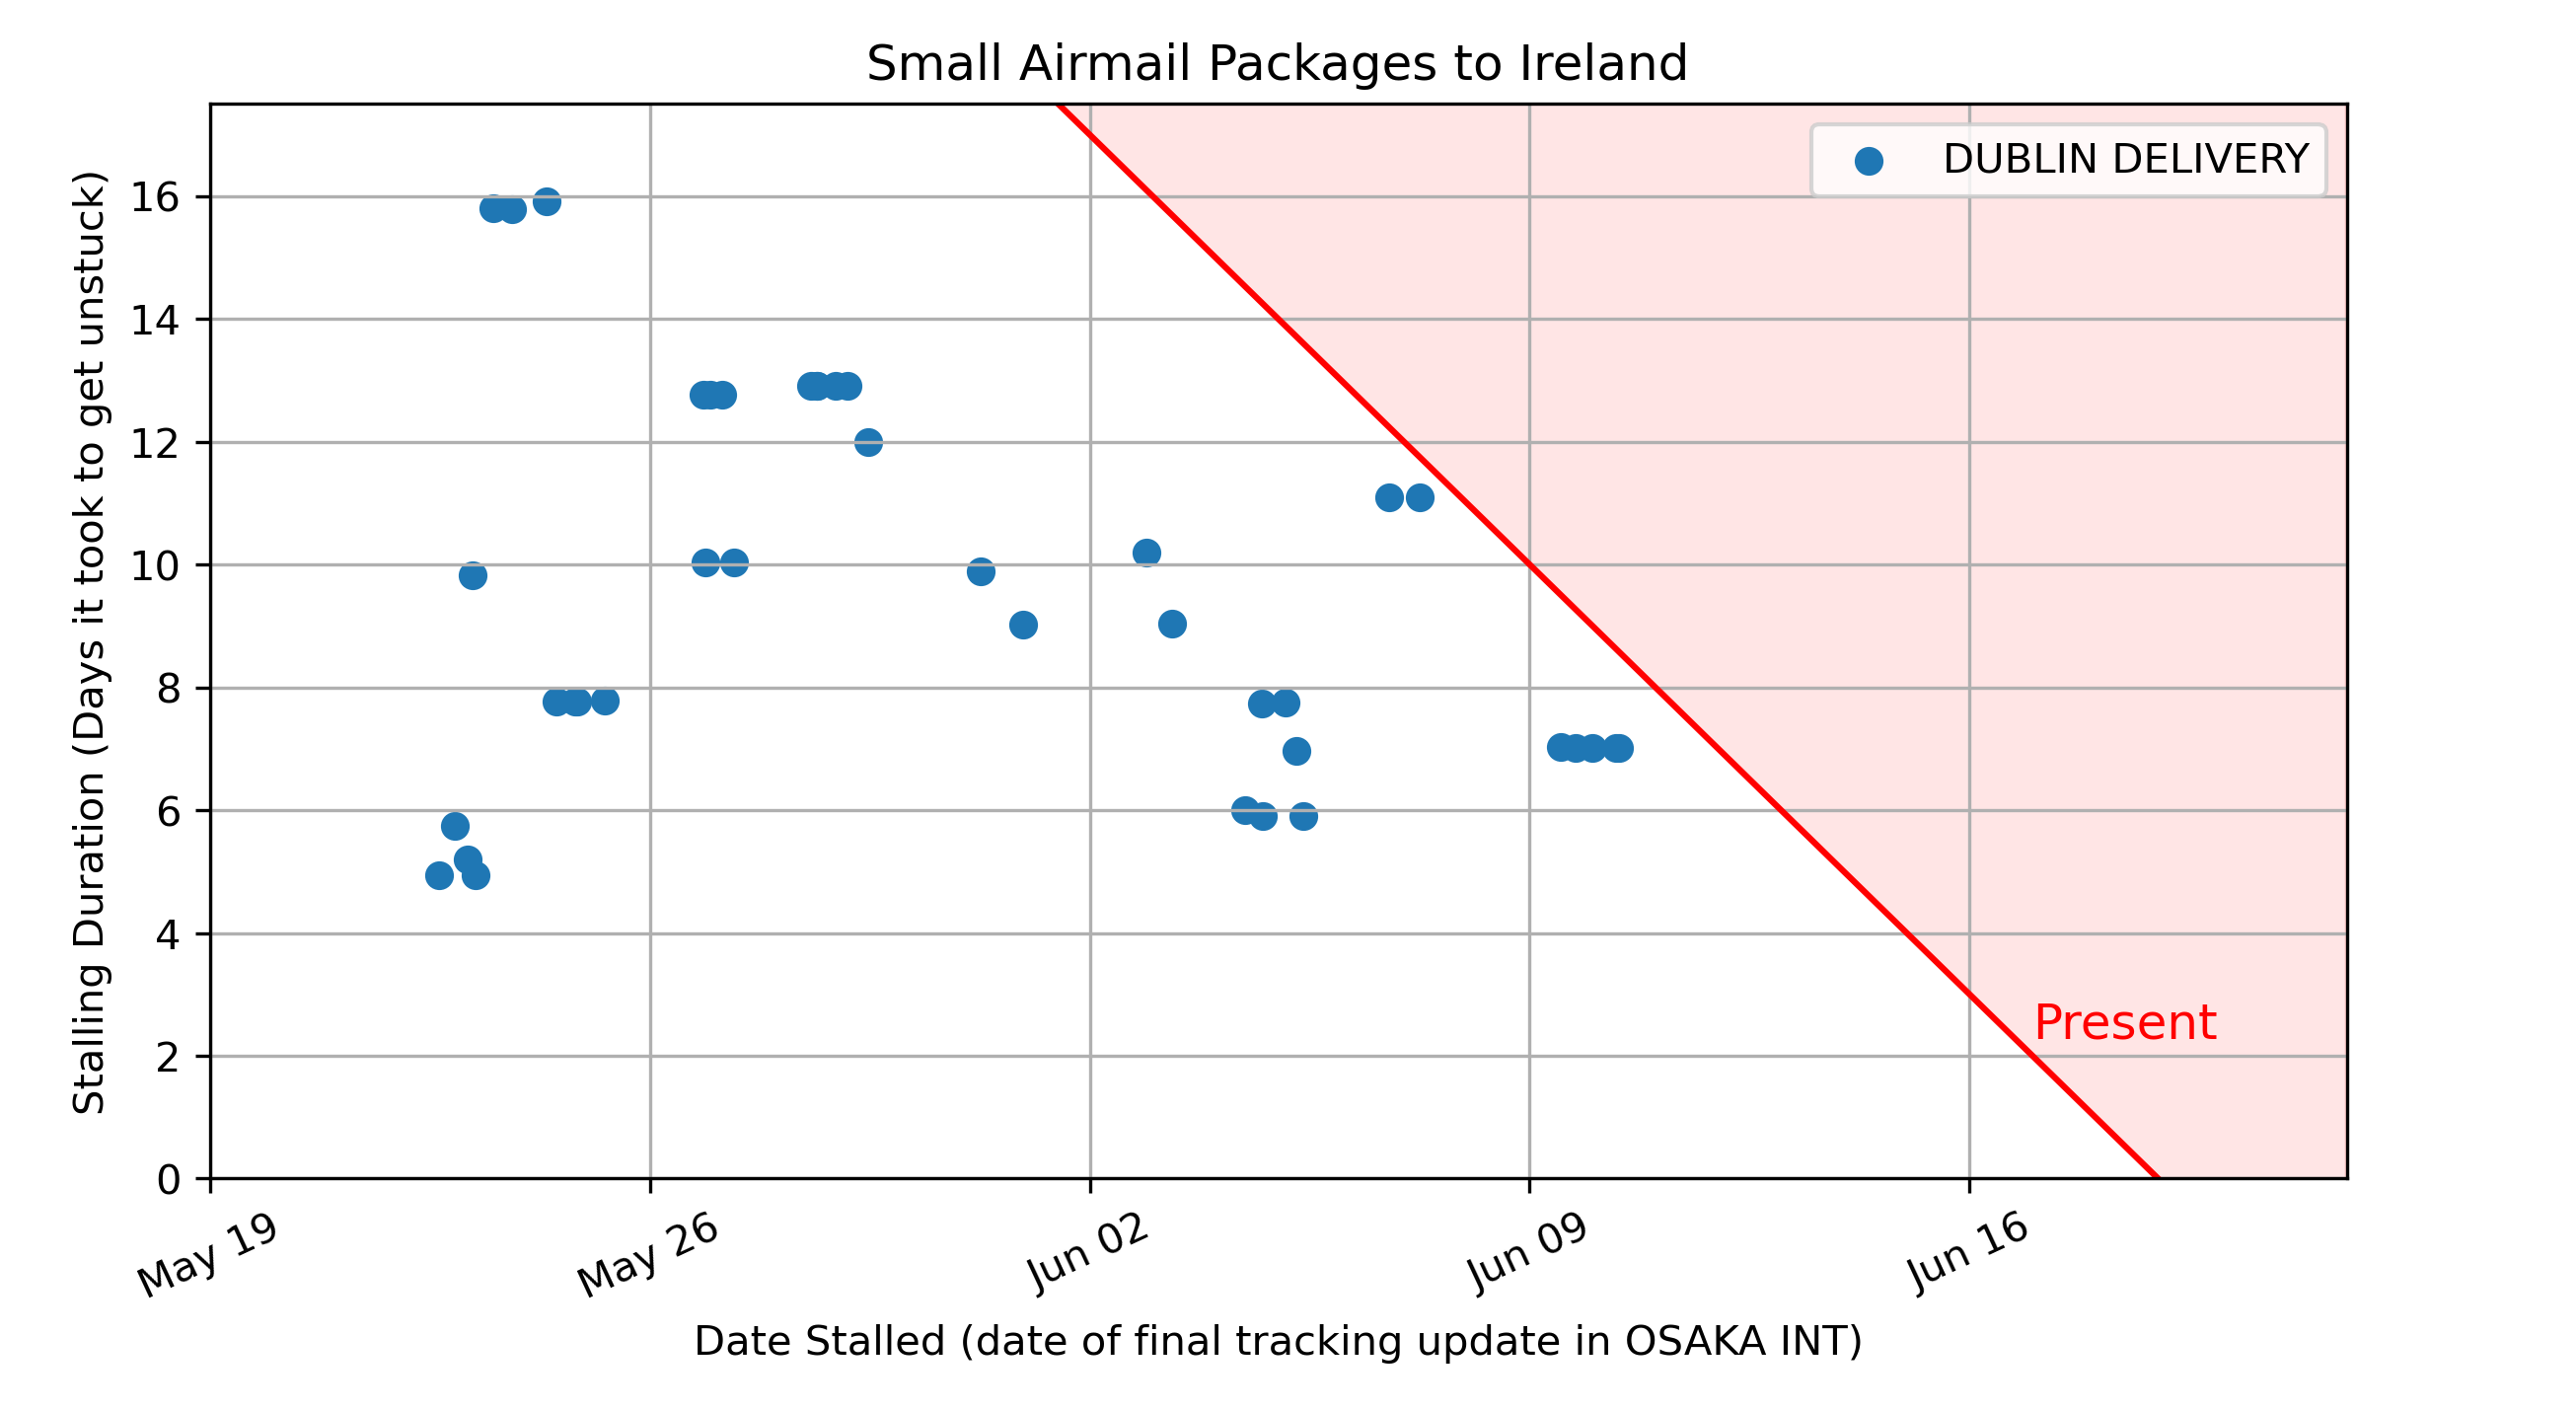 Small Airmail Packages to Ireland
DUBLIN DELIVERY
Stalling Duration (Days it took to get unstuck)
16
14
12
10
8
6
4
2
0
Present
May 19
May 26
Jun 02
Jun 09
Jun 16
Date Stalled (date of final tracking update in OSAKA INT)